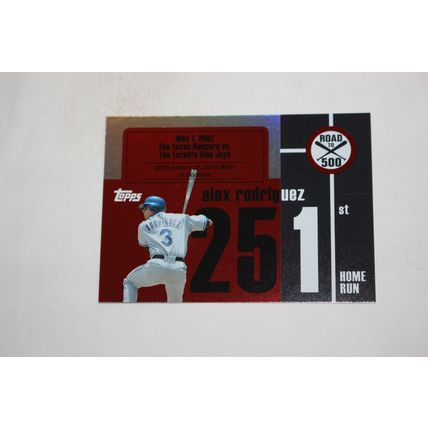 May 1, 2002
The Texas Rangers vs.
The Toronto Blue Jays
ROAD
TO
500
Topps
alex rodriguez
RODRIGUEZ
3
251
st
HOME
RUN